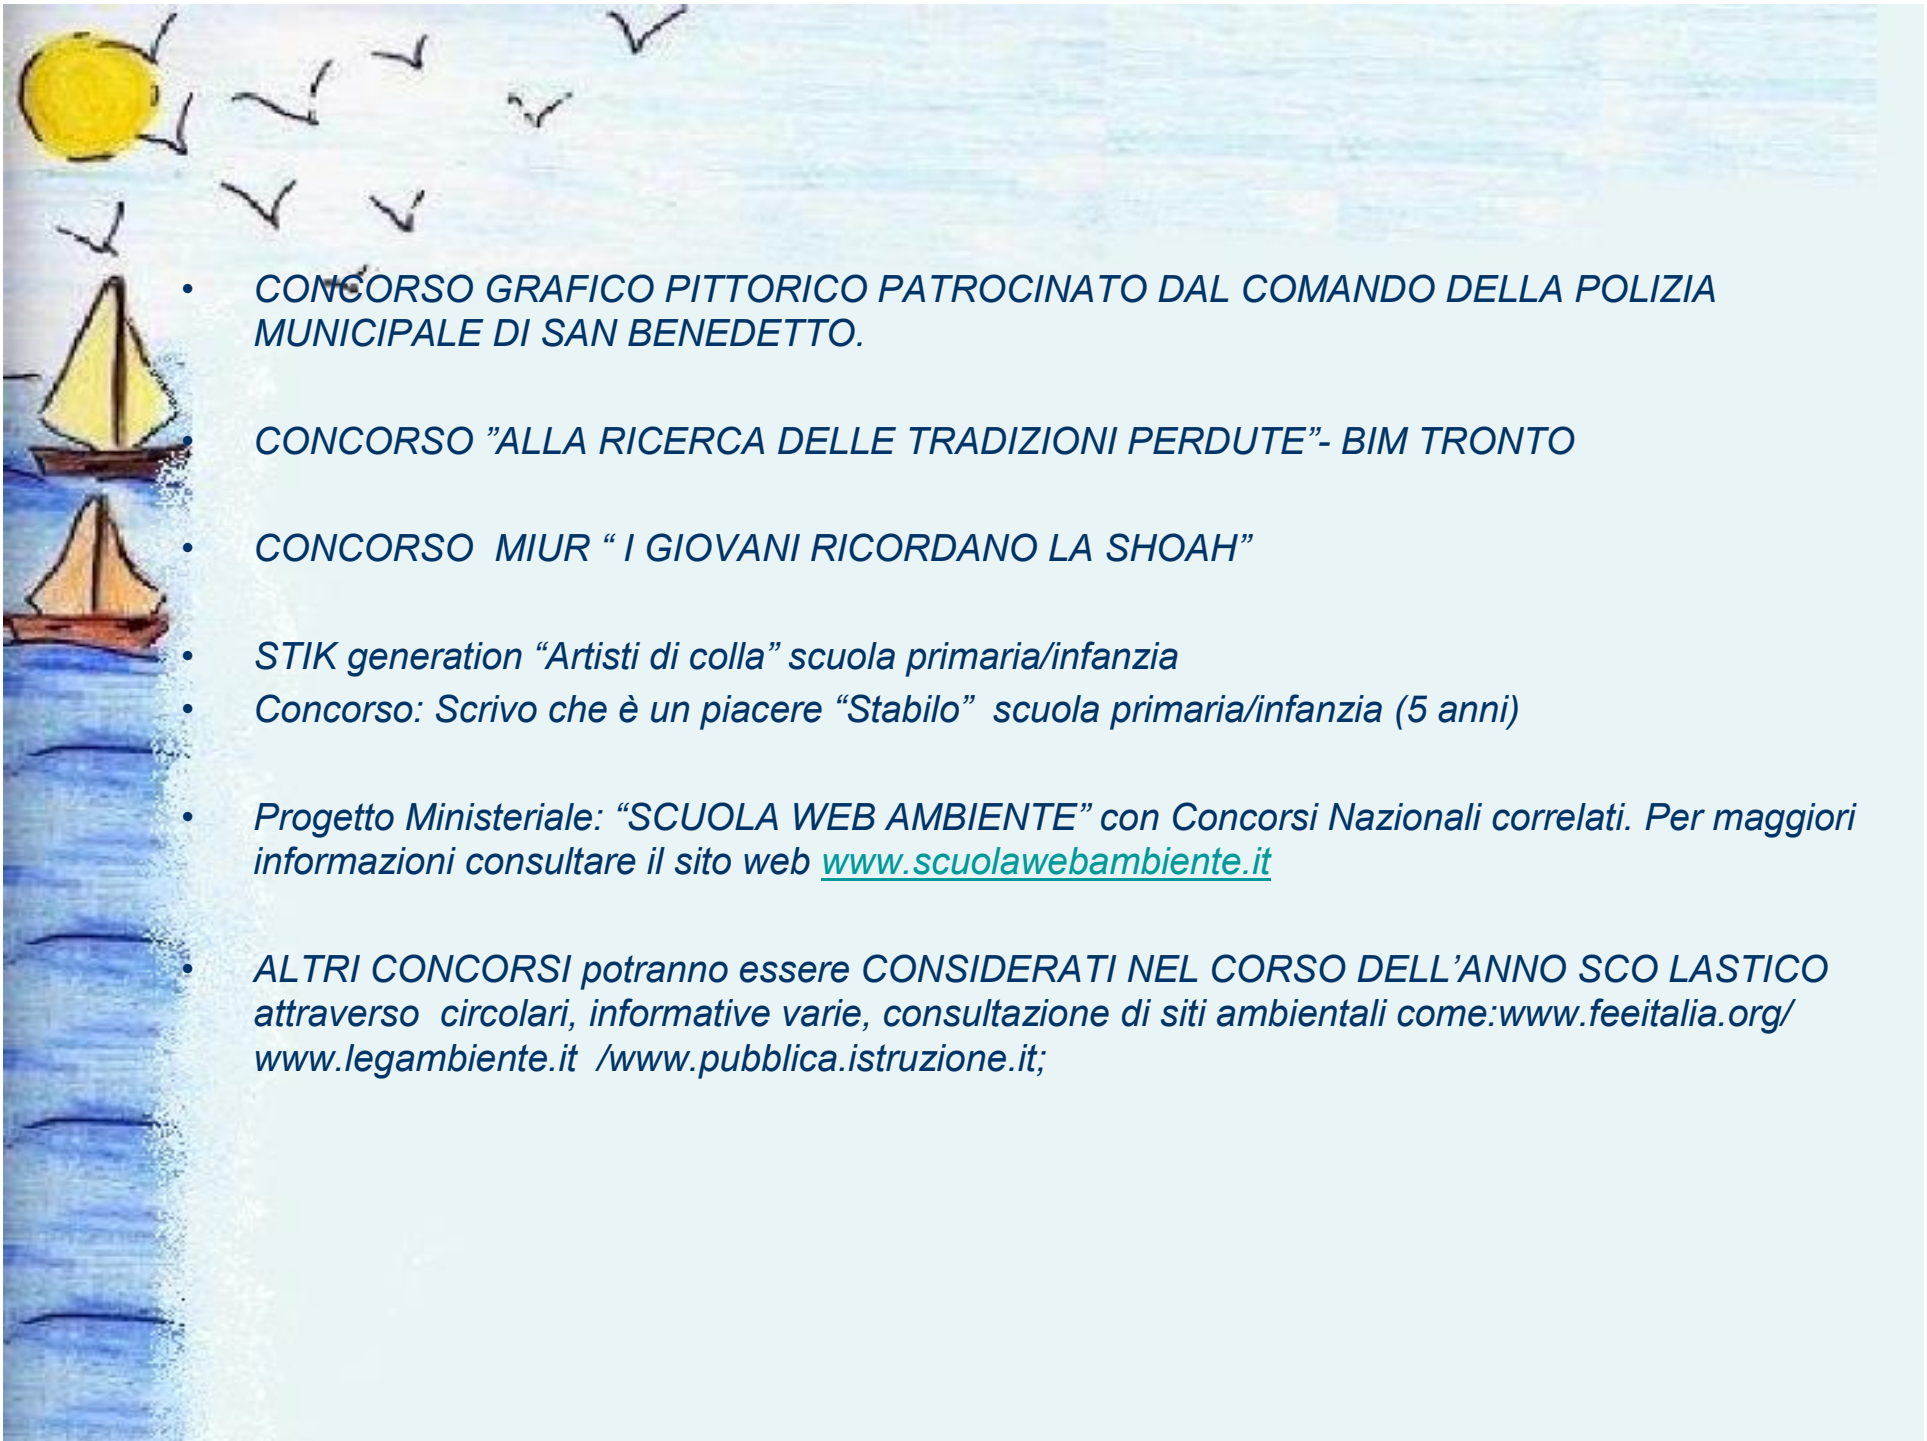 • CONCORSO GRAFICO PITTORICO PATROCINATO DAL COMANDO DELLA POLIZIA
MUNICIPALE DI SAN BENEDETTO.
• CONCORSO ”ALLA RICERCA DELLE TRADIZIONI PERDUTE”- BIM TRONTO
• CONCORSO  MIUR “ I GIOVANI RICORDANO LA SHOAH”
• STIK generation “Artisti di colla” scuola primaria/infanzia
• Concorso: Scrivo che è un piacere “Stabilo”  scuola primaria/infanzia (5 anni)
• Progetto Ministeriale: “SCUOLA WEB AMBIENTE” con Concorsi Nazionali correlati. Per maggiori
informazioni consultare il sito web www.scuolawebambiente.it
• ALTRI CONCORSI potranno essere CONSIDERATI NEL CORSO DELL’ANNO SCO LASTICO
attraverso  circolari, informative varie, consultazione di siti ambientali come:www.feeitalia.org/
www.legambiente.it  /www.pubblica.istruzione.it;